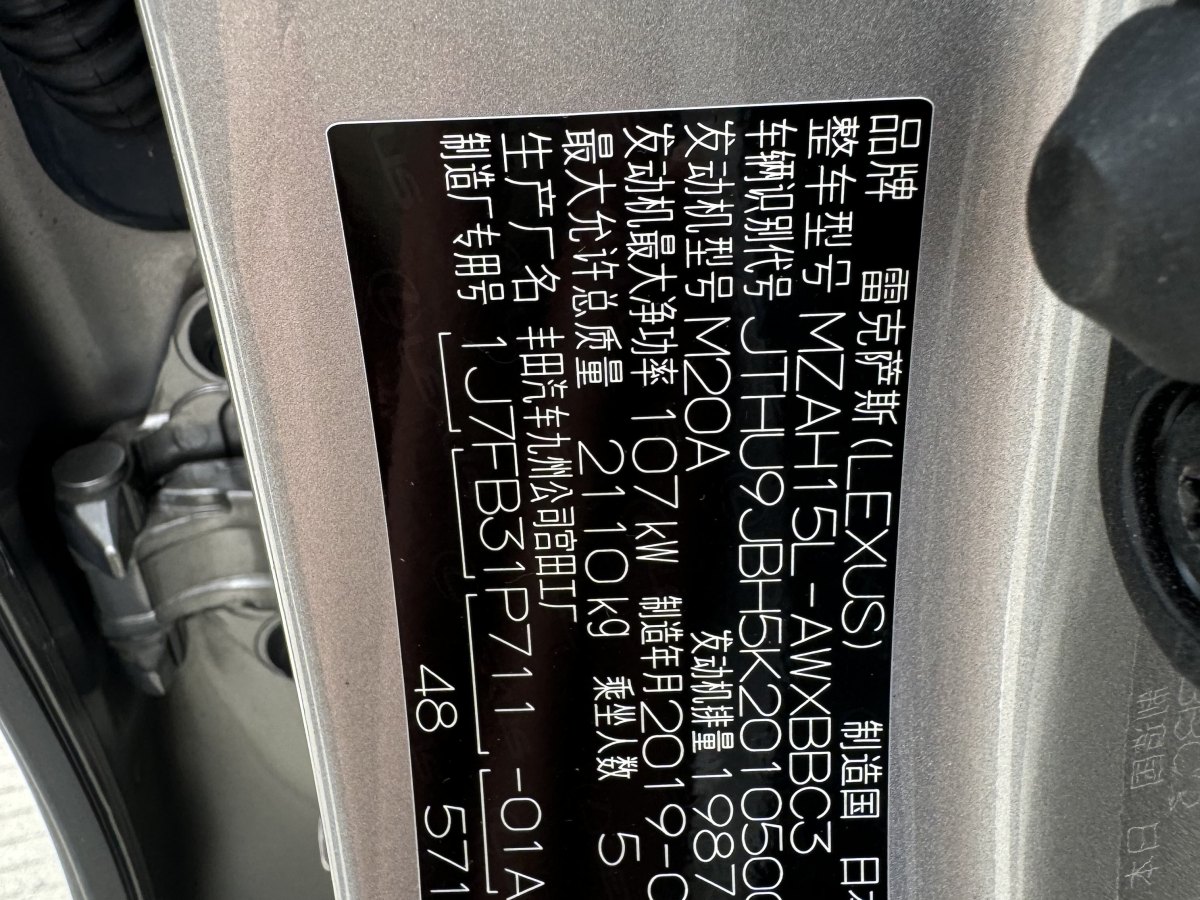 品牌 雷克萨斯(LEXUS) 制造国 日
整车型号 MZAH15L-AWXBBC3
车辆识别代号 JTHU9JBH5K201050
发动机型号 M20A 发动机排量 1987
发动机最大净功率 107kW 制造年月 2019-0
最大允许总质量 2110kg 乘坐人数 5
生产厂名 丰田汽车九州公司宫田工厂
制造厂专用号 1J7FB31P711 -01A
48 571
日本